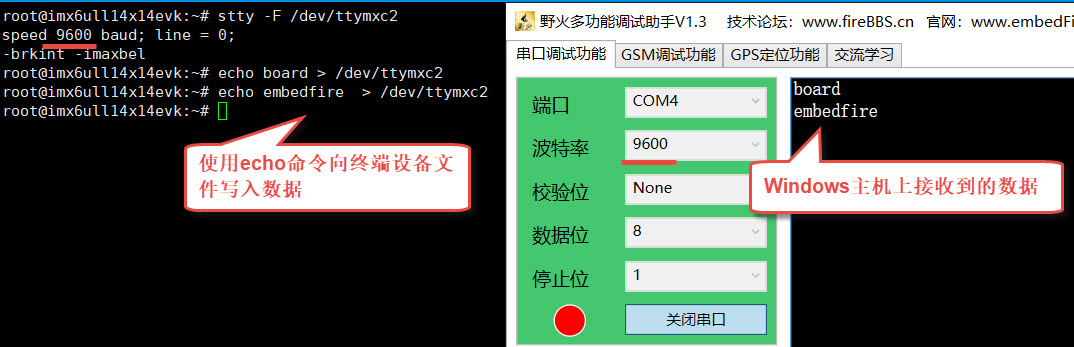 root@imx6ull14x14evk:~# stty -F /dev/ttymxc2
speed 9600 baud; line = 0;
-brkint -imaxbel
root@imx6ull14x14evk:~# echo board > /dev/ttymxc2
root@imx6ull14x14evk:~# echo embedfire  > /dev/ttymxc2
root@imx6ull14x14evk:~#
使用echo命令向终端设备文
件写入数据
野火多功能调试助手V1.3 技术论坛：www.fireBBS.cn 官网：www.embedFi
串口调试功能 GSM调试功能 GPS定位功能 交流学习
端口 COM4
波特率 9600
校验位 None
数据位 8
停止位 1
关闭串口
board
embedfire
Windows主机上接收到的数据